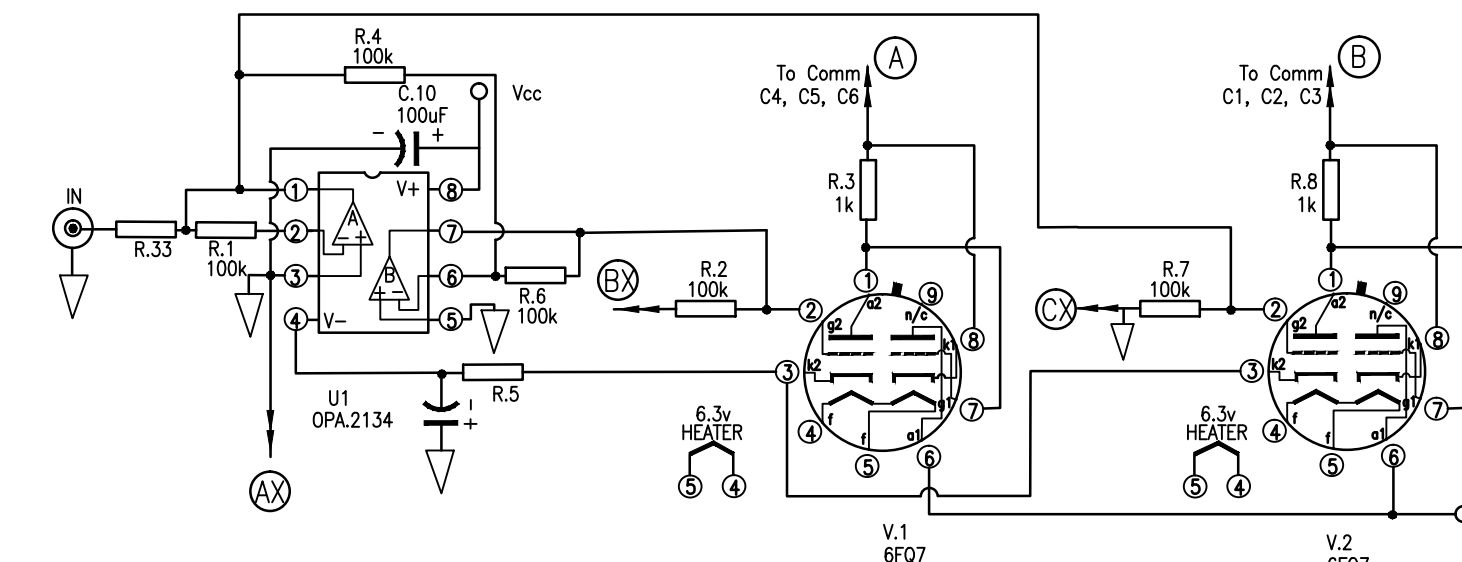 R.4
100k
C.10
100uF
- +
Vcc
A
To Comm
C4, C5, C6
B
To Comm
C1, C2, C3
IN
R.33
R.1
100k
1
2
3
4
V+
V-
A
- +
B
+ -
8
7
6
5
R.6
100k
R.3
1k
R.8
1k
BX
R.2
100k
CX
R.7
100k
1
2
3
4
5
6
7
8
9
a2
n/c
g2
k1
k2
g1
f
f
a1
1
2
3
4
5
6
7
8
9
a2
n/c
g2
k1
k2
g1
f
f
a1
U1
OPA.2134
- +
R.5
AX
6.3v
HEATER
5 4
6.3v
HEATER
5 4
V.1
6FQ7
V.2
6FQ7